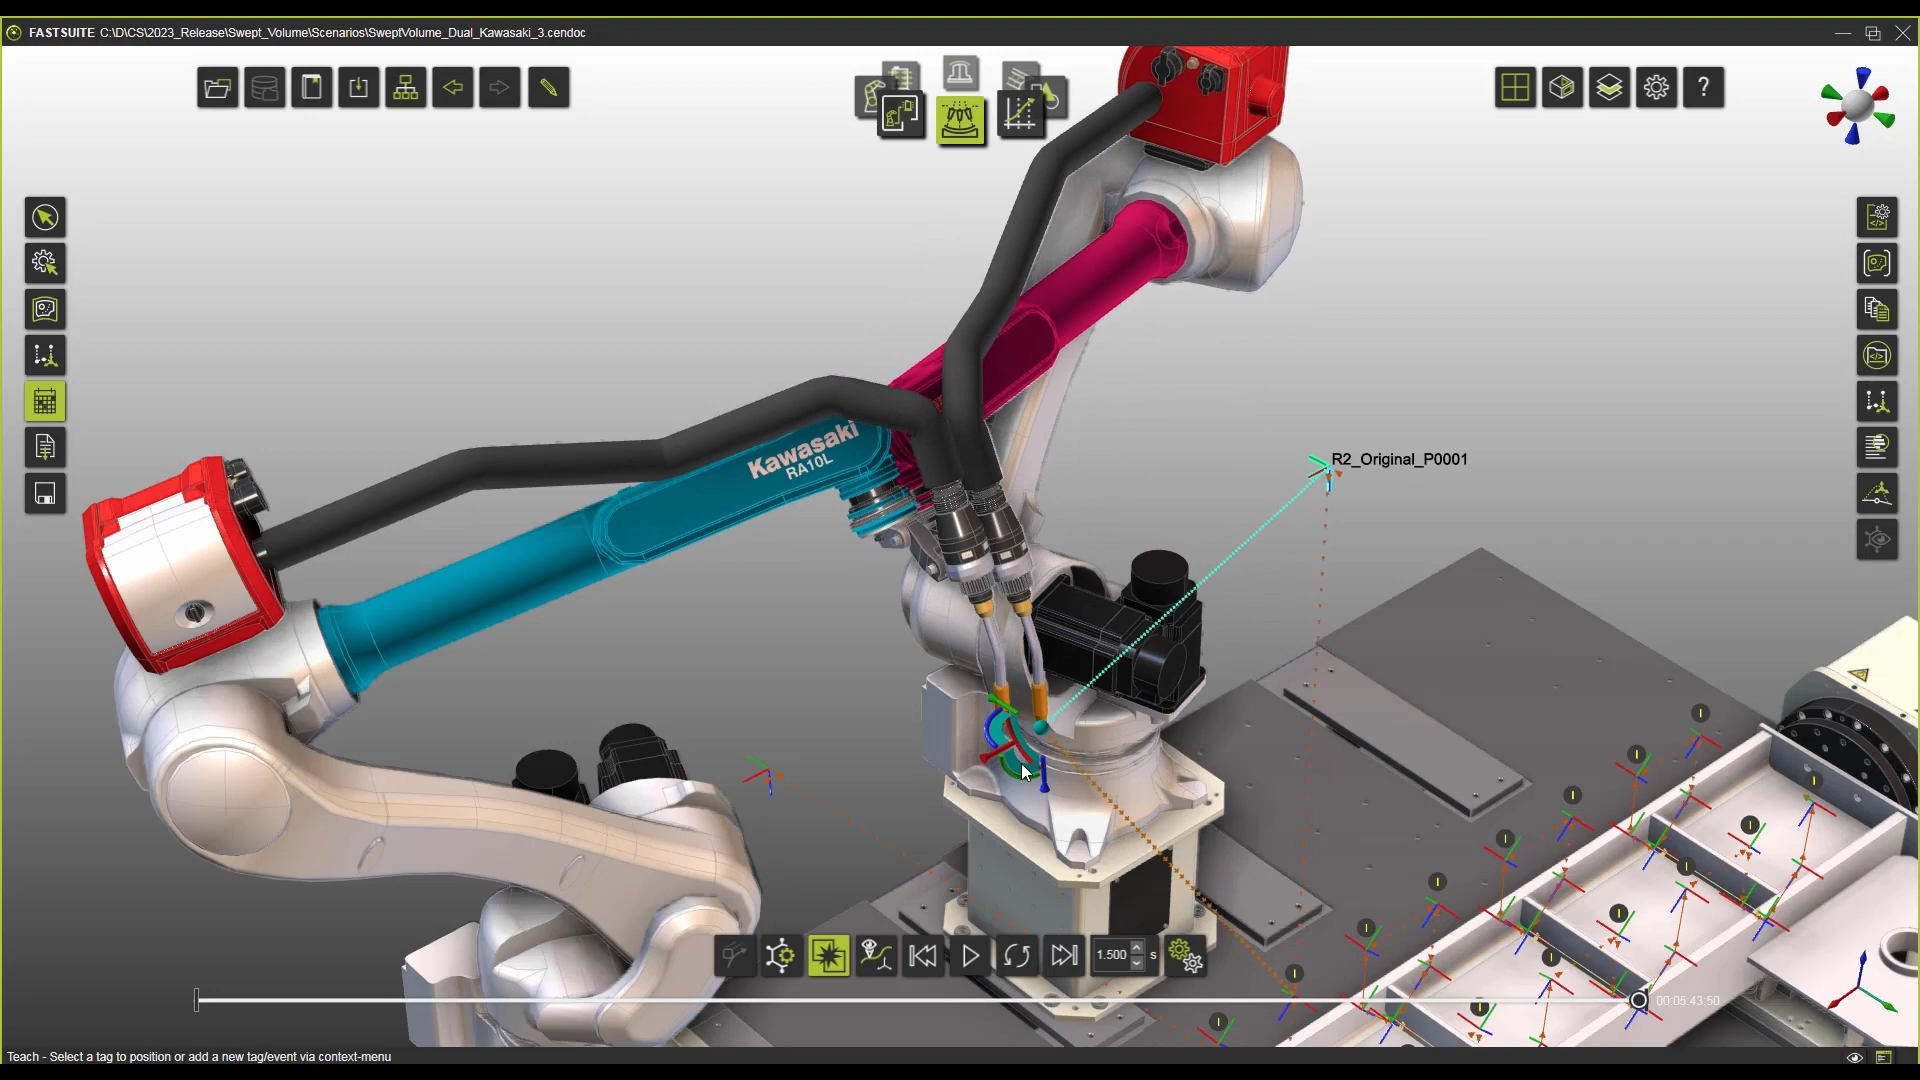 FASTSUITE C:\D\CS\2023_Release\Swept_Volume\Scenarios\SweptVolume_Dual_Kawasaki_3.cendoc
?
Kawasaki
RA10L
R2_Original_P0001
1.500 s
00:05:43:50
Teach - Select a tag to position or add a new tag/event via context-menu